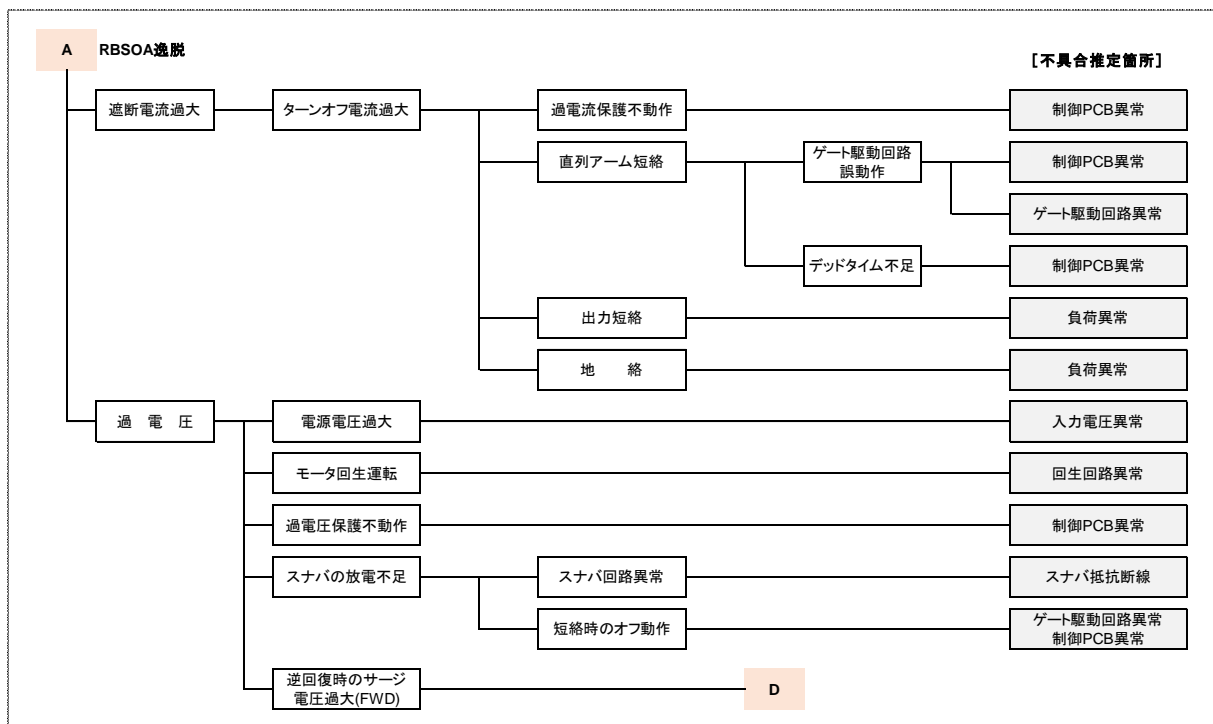 A RBSOA逸脱
[不具合推定箇所]
遮断電流過大 ターンオフ電流過大 過電流保護不動作 制御PCB異常
直列アーム短絡 ゲート駆動回路 制御PCB異常
誤動作
ゲート駆動回路異常
デッドタイム不足 制御PCB異常
出力短絡 負荷異常
地 絡 負荷異常
過 電 圧 電源電圧過大 入力電圧異常
モータ回生運転 回生回路異常
過電圧保護不動作 制御PCB異常
スナバの放電不足 スナバ回路異常 スナバ抵抗断線
短絡時のオフ動作 ゲート駆動回路異常
制御PCB異常
逆回復時のサージ
電圧過大(FWD)
D